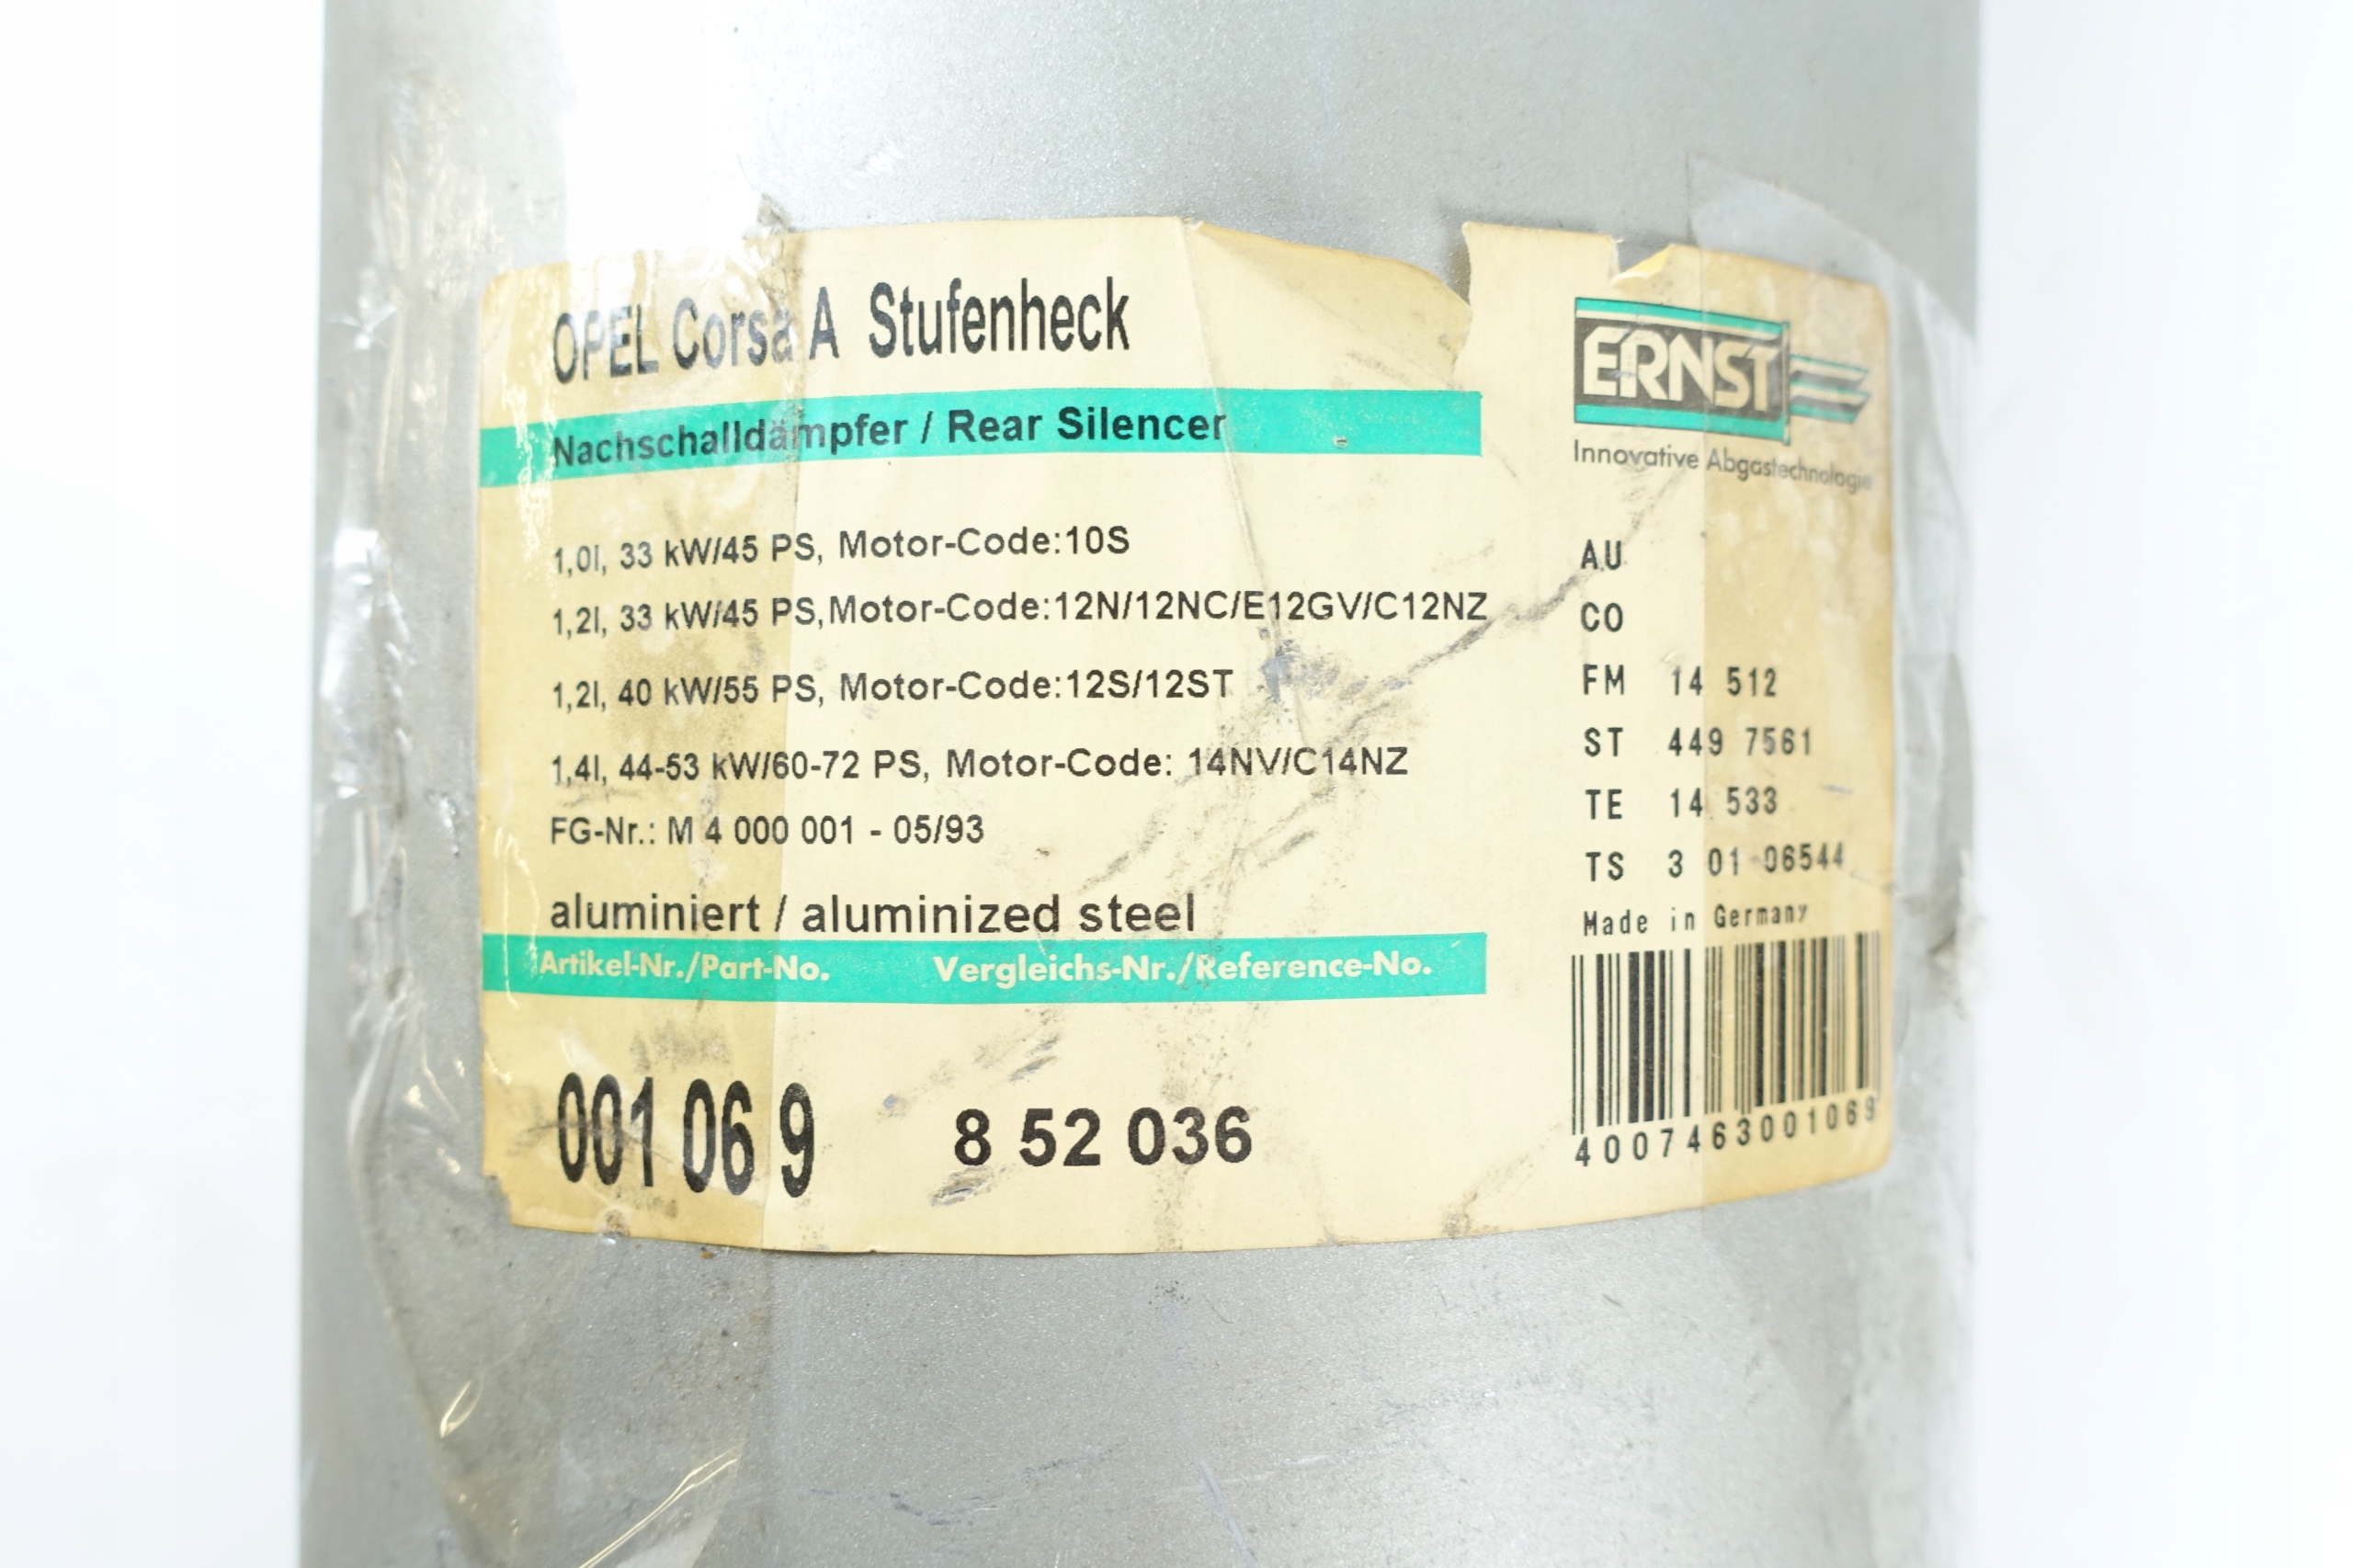 OPEL Corsa A Stufenheck
Nachschalldämpfer / Rear Silencer
1,0l, 33 kW/45 PS, Motor-Code:10S
1,2l, 33 kW/45 PS,Motor-Code:12N/12NC/E12GV/C12NZ
1,2l, 40 kW/55 PS, Motor-Code:12S/12ST
1,4l, 44-53 kW/60-72 PS, Motor-Code: 14NV/C14NZ
FG-Nr.: M 4 000 001 - 05/93
aluminiert / aluminized steel
Artikel-Nr./Part-No. Vergleichs-Nr./Reference-No.
001 06 9 8 52 036
ERNST
Innovative Abgastechnologie
AU
CO
FM 14 512
ST 449 7561
TE 14 533
TS 3 01 06544
Made in Germany
4007463001069